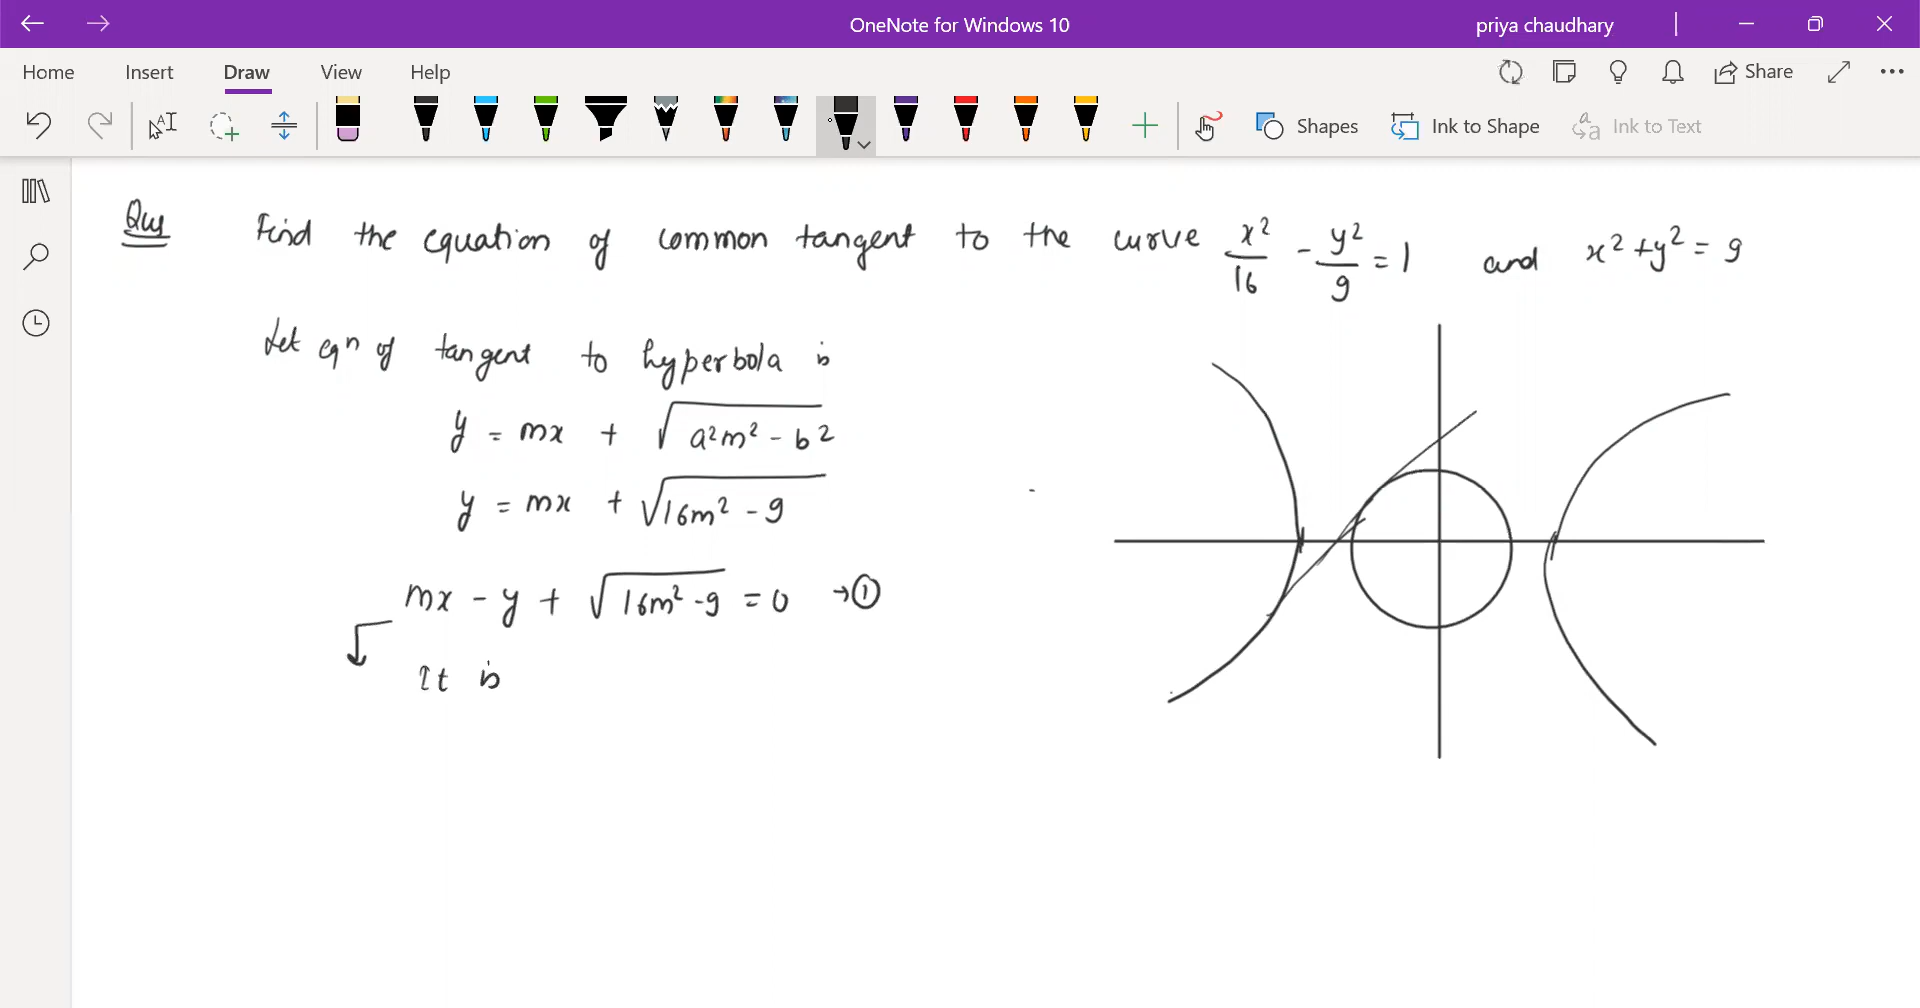 OneNote for Windows 10
priya chaudhary
Home Insert Draw View Help
Share
Shapes Ink to Shape Ink to Text
Qus Find the equation of common tangent to the curve x²/16 - y²/9 = 1 and x² + y² = 9
Let eqn of tangent to hyperbola is
y = mx + √(a²m² - b²)
y = mx + √(16m² - 9)
mx - y + √(16m² - 9) = 0 → ①
It is